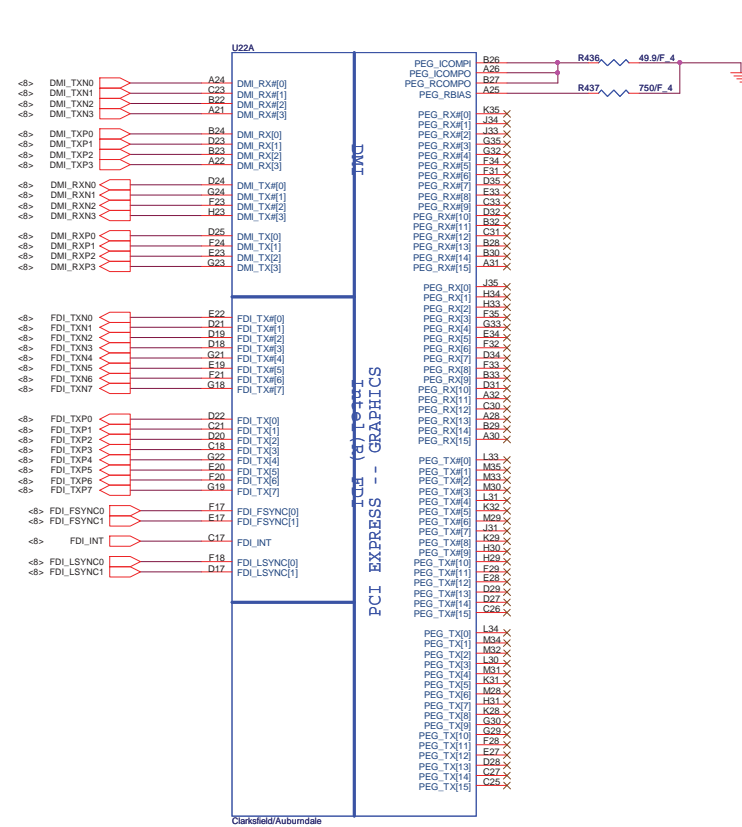 U22A
<8> DMI_TXN0 A24 DMI_RX#[0]
<8> DMI_TXN1 C23 DMI_RX#[1]
<8> DMI_TXN2 B22 DMI_RX#[2]
<8> DMI_TXN3 A21 DMI_RX#[3]
<8> DMI_TXP0 B24 DMI_RX[0]
<8> DMI_TXP1 D23 DMI_RX[1]
<8> DMI_TXP2 B23 DMI_RX[2]
<8> DMI_TXP3 A22 DMI_RX[3]
<8> DMI_RXN0 D24 DMI_TX#[0]
<8> DMI_RXN1 G24 DMI_TX#[1]
<8> DMI_RXN2 F23 DMI_TX#[2]
<8> DMI_RXN3 H23 DMI_TX#[3]
<8> DMI_RXP0 D25 DMI_TX[0]
<8> DMI_RXP1 F24 DMI_TX[1]
<8> DMI_RXP2 E23 DMI_TX[2]
<8> DMI_RXP3 G23 DMI_TX[3]
<8> FDI_TXN0 E22 FDI_TX#[0]
<8> FDI_TXN1 D21 FDI_TX#[1]
<8> FDI_TXN2 D19 FDI_TX#[2]
<8> FDI_TXN3 D18 FDI_TX#[3]
<8> FDI_TXN4 G21 FDI_TX#[4]
<8> FDI_TXN5 E19 FDI_TX#[5]
<8> FDI_TXN6 F21 FDI_TX#[6]
<8> FDI_TXN7 G18 FDI_TX#[7]
<8> FDI_TXP0 D22 FDI_TX[0]
<8> FDI_TXP1 C21 FDI_TX[1]
<8> FDI_TXP2 D20 FDI_TX[2]
<8> FDI_TXP3 C18 FDI_TX[3]
<8> FDI_TXP4 G22 FDI_TX[4]
<8> FDI_TXP5 E20 FDI_TX[5]
<8> FDI_TXP6 F20 FDI_TX[6]
<8> FDI_TXP7 G19 FDI_TX[7]
<8> FDI_FSYNC0 F17 FDI_FSYNC[0]
<8> FDI_FSYNC1 E17 FDI_FSYNC[1]
<8> FDI_INT C17 FDI_INT
<8> FDI_LSYNC0 F18 FDI_LSYNC[0]
<8> FDI_LSYNC1 D17 FDI_LSYNC[1]
DMI
Intel(R) FDI
PCI EXPRESS -- GRAPHICS
PEG_ICOMPI B26 R436 49.9/F_4
PEG_ICOMPO A26
PEG_RCOMPO B27
PEG_RBIAS A25 R437 750/F_4
PEG_RX#[0] K35
PEG_RX#[1] J34
PEG_RX#[2] J33
PEG_RX#[3] G35
PEG_RX#[4] G32
PEG_RX#[5] F34
PEG_RX#[6] F31
PEG_RX#[7] D35
PEG_RX#[8] E33
PEG_RX#[9] C33
PEG_RX#[10] D32
PEG_RX#[11] B32
PEG_RX#[12] C31
PEG_RX#[13] B28
PEG_RX#[14] B30
PEG_RX#[15] A31
PEG_RX[0] J35
PEG_RX[1] H34
PEG_RX[2] H33
PEG_RX[3] F35
PEG_RX[4] G33
PEG_RX[5] E34
PEG_RX[6] F32
PEG_RX[7] D34
PEG_RX[8] F33
PEG_RX[9] B33
PEG_RX[10] D31
PEG_RX[11] A32
PEG_RX[12] C30
PEG_RX[13] A28
PEG_RX[14] B29
PEG_RX[15] A30
PEG_TX#[0] L33
PEG_TX#[1] M35
PEG_TX#[2] M33
PEG_TX#[3] M30
PEG_TX#[4] L31
PEG_TX#[5] K32
PEG_TX#[6] M29
PEG_TX#[7] J31
PEG_TX#[8] K29
PEG_TX#[9] H30
PEG_TX#[10] H29
PEG_TX#[11] F29
PEG_TX#[12] E28
PEG_TX#[13] D29
PEG_TX#[14] D27
PEG_TX#[15] C26
PEG_TX[0] L34
PEG_TX[1] M34
PEG_TX[2] M32
PEG_TX[3] L30
PEG_TX[4] M31
PEG_TX[5] K31
PEG_TX[6] M28
PEG_TX[7] H31
PEG_TX[8] K28
PEG_TX[9] G30
PEG_TX[10] G29
PEG_TX[11] F28
PEG_TX[12] E27
PEG_TX[13] D28
PEG_TX[14] C27
PEG_TX[15] C25
Clarksfield/Auburndale